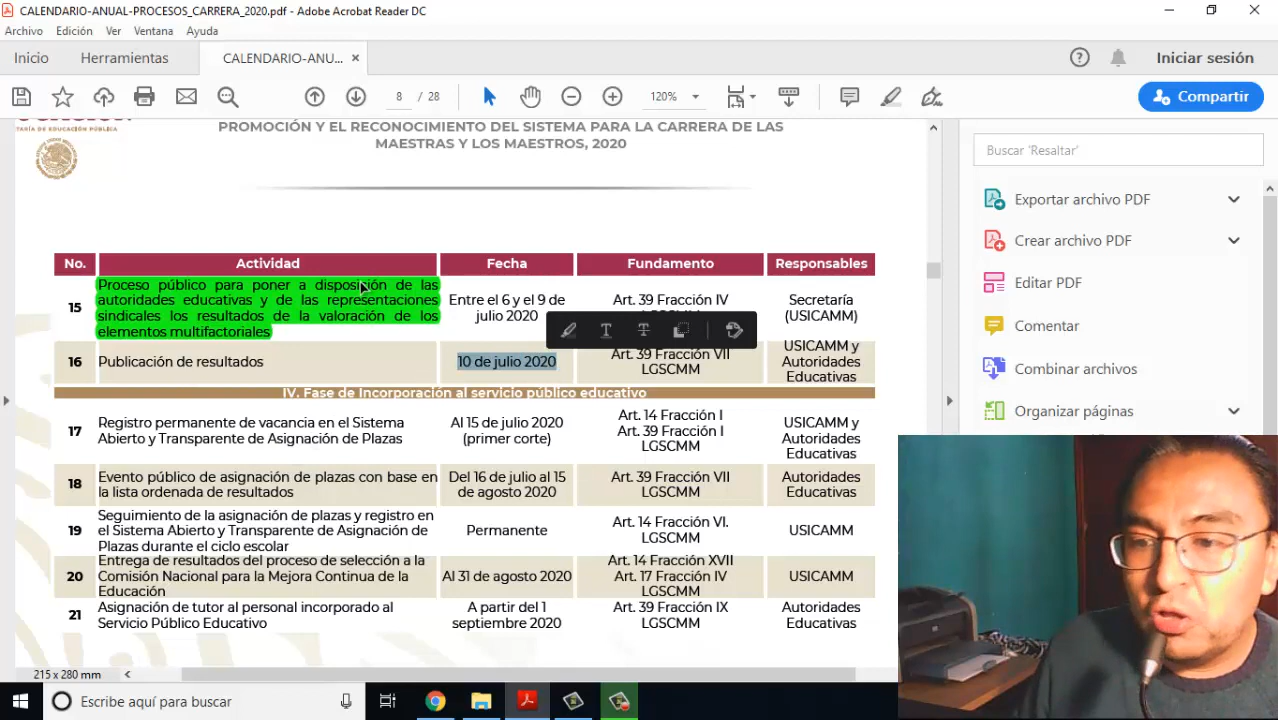 CALENDARIO-ANUAL-PROCESOS_CARRERA_2020.pdf - Adobe Acrobat Reader DC
Archivo Edición Ver Ventana Ayuda
Inicio Herramientas CALENDARIO-ANU... ×
Iniciar sesión
8 / 28
120%
Compartir
TARÍA DE EDUCACIÓN PÚBLICA
PROMOCIÓN Y EL RECONOCIMIENTO DEL SISTEMA PARA LA CARRERA DE LAS
MAESTRAS Y LOS MAESTROS, 2020
No. Actividad Fecha Fundamento Responsables
15
Proceso público para poner a disposición de las
autoridades educativas y de las representaciones
sindicales los resultados de la valoración de los
elementos multifactoriales
Entre el 6 y el 9 de
julio 2020
Art. 39 Fracción IV
Secretaría
(USICAMM)
16
Publicación de resultados
10 de julio 2020
Art. 39 Fracción VII
LGSCMM
USICAMM y
Autoridades
Educativas
IV. Fase de Incorporación al servicio público educativo
17
Registro permanente de vacancia en el Sistema
Abierto y Transparente de Asignación de Plazas
Al 15 de julio 2020
(primer corte)
Art. 14 Fracción I
Art. 39 Fracción I
LGSCMM
USICAMM y
Autoridades
Educativas
18
Evento público de asignación de plazas con base en
la lista ordenada de resultados
Del 16 de julio al 15
de agosto 2020
Art. 39 Fracción VII
LGSCMM
Autoridades
Educativas
19
Seguimiento de la asignación de plazas y registro en
el Sistema Abierto y Transparente de Asignación de
Plazas durante el ciclo escolar
Permanente
Art. 14 Fracción VI.
LGSCMM
USICAMM
20
Entrega de resultados del proceso de selección a la
Comisión Nacional para la Mejora Continua de la
Educación
Al 31 de agosto 2020
Art. 14 Fracción XVII
Art. 17 Fracción IV
LGSCMM
USICAMM
21
Asignación de tutor al personal incorporado al
Servicio Público Educativo
A partir del 1
septiembre 2020
Art. 39 Fracción IX
LGSCMM
Autoridades
Educativas
Buscar 'Resaltar'
Exportar archivo PDF
Crear archivo PDF
Editar PDF
Comentar
Combinar archivos
Organizar páginas
215 x 280 mm
Escribe aquí para buscar